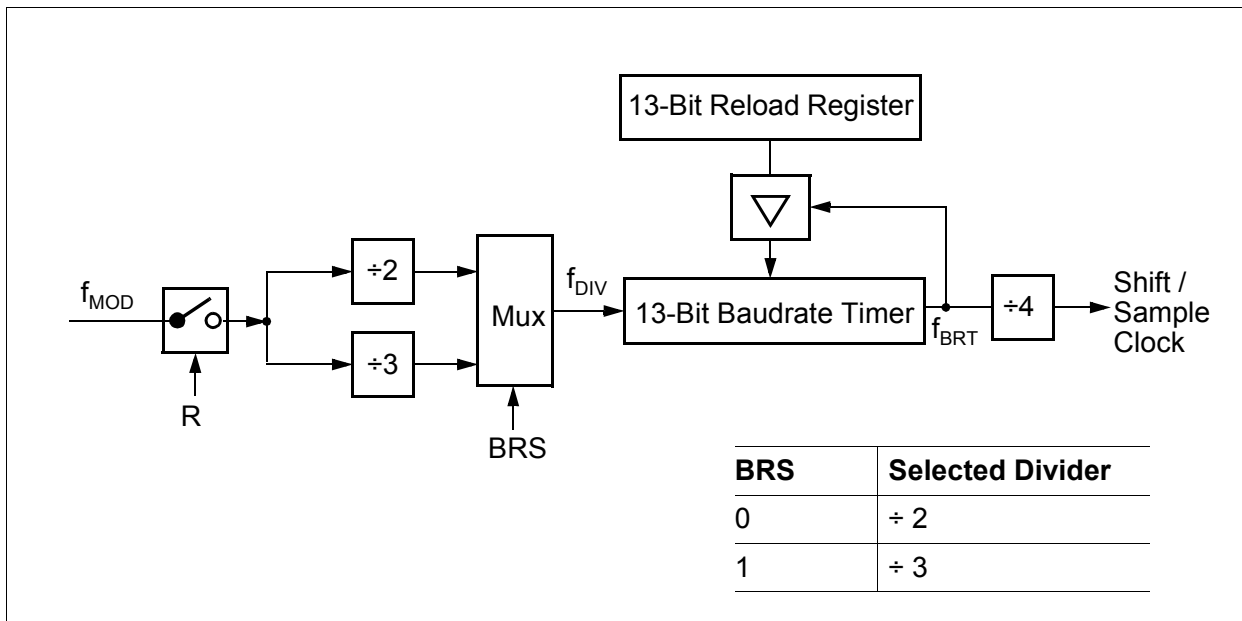 13-Bit Reload Register
f_MOD
R
÷2
÷3
Mux
BRS
f_DIV
13-Bit Baudrate Timer
f_BRT
÷4
Shift /
Sample
Clock
BRS Selected Divider
0 ÷ 2
1 ÷ 3